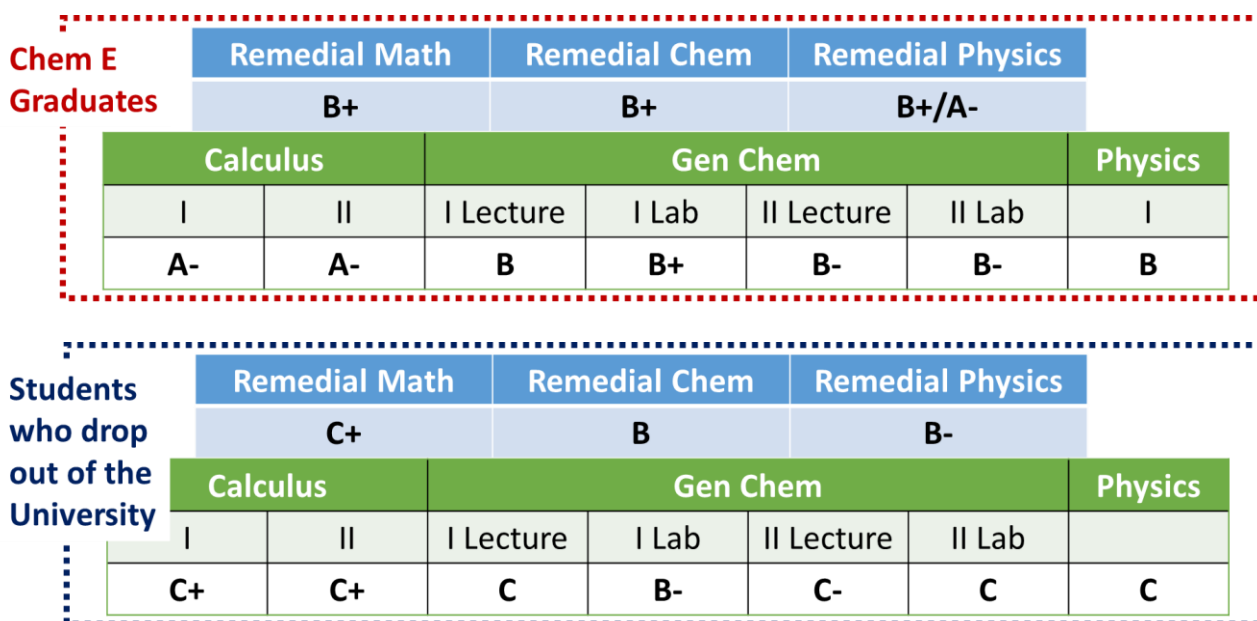 Chem E
Graduates
Remedial Math Remedial Chem Remedial Physics
B+ B+ B+/A-
Calculus Gen Chem Physics
I II I Lecture I Lab II Lecture II Lab I
A- A- B B+ B- B- B
Students
who drop
out of the
University
Remedial Math Remedial Chem Remedial Physics
C+ B B-
Calculus Gen Chem Physics
I II I Lecture I Lab II Lecture II Lab
C+ C+ C B- C- C C